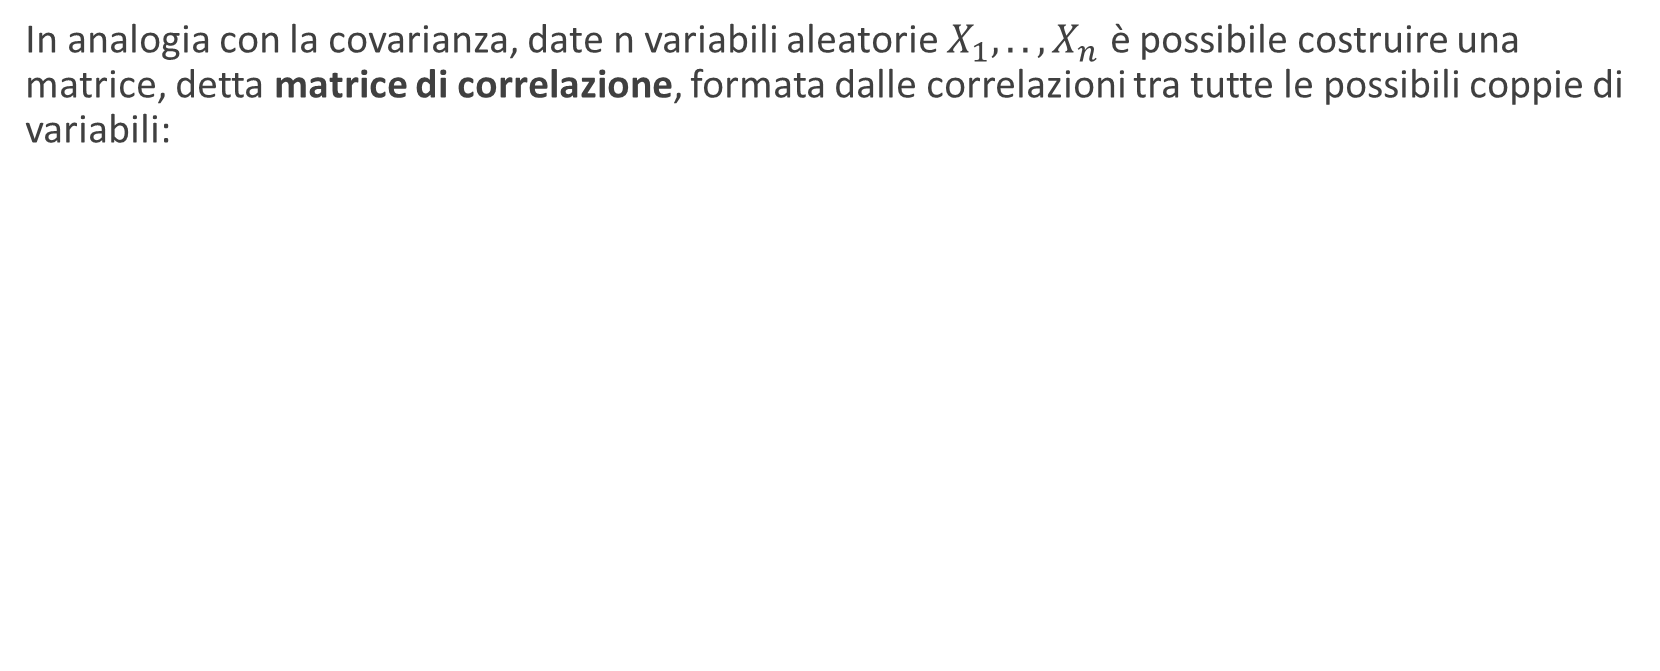 In analogia con la covarianza, date n variabili aleatorie X₁,..,Xₙ è possibile costruire una
matrice, detta matrice di correlazione, formata dalle correlazioni tra tutte le possibili coppie di
variabili: